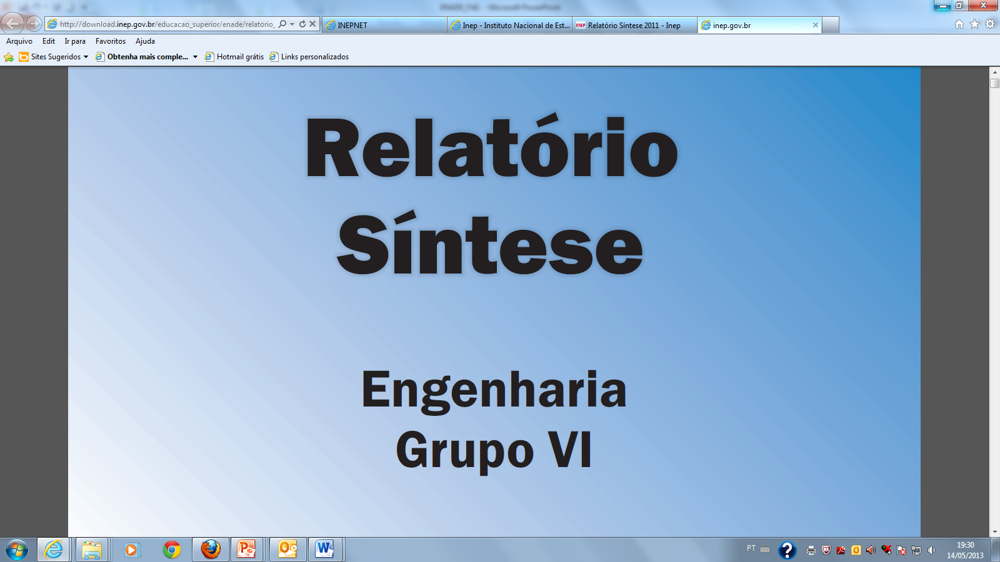 http://download.inep.gov.br/educacao_superior/enade/relatorio_
INEPNET
Inep - Instituto Nacional de Est...
INEP Relatório Síntese 2011 - Inep
inep.gov.br
Arquivo Edit Ir para Favoritos Ajuda
Sites Sugeridos Obtenha mais comple... Hotmail grátis Links personalizados
Relatório
Síntese
Engenharia
Grupo VI
PT
19:30
14/05/2013